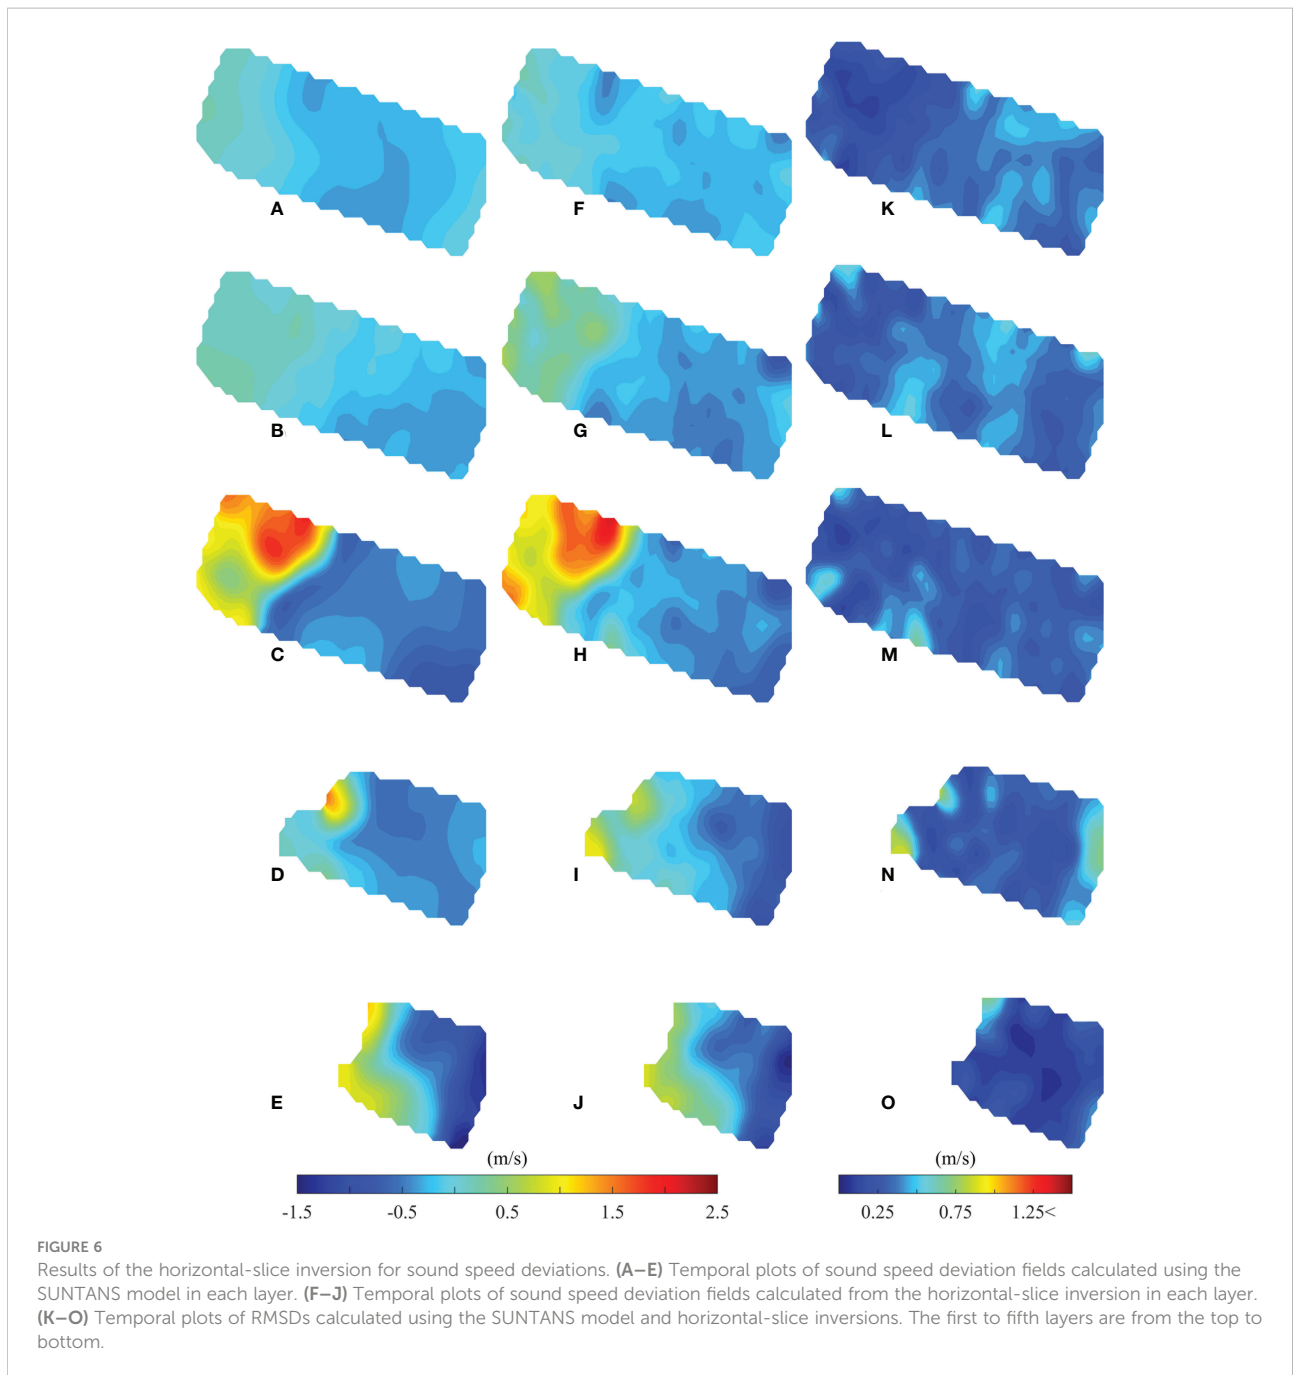 A
F
K
B
G
L
C
H
M
D
I
N
E
J
O
(m/s)
(m/s)
-1.5
-0.5
0.5
1.5
2.5
0.25
0.75
1.25<
FIGURE 6
Results of the horizontal-slice inversion for sound speed deviations. (A–E) Temporal plots of sound speed deviation fields calculated using the
SUNTANS model in each layer. (F–J) Temporal plots of sound speed deviation fields calculated from the horizontal-slice inversion in each layer.
(K–O) Temporal plots of RMSDs calculated using the SUNTANS model and horizontal-slice inversions. The first to fifth layers are from the top to
bottom.